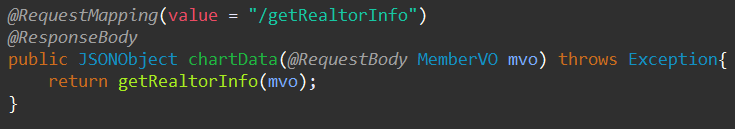 @RequestMapping(value = "/getRealtorInfo")
@ResponseBody
public JSONObject chartData(@RequestBody MemberVO mvo) throws Exception{
    return getRealtorInfo(mvo);
}